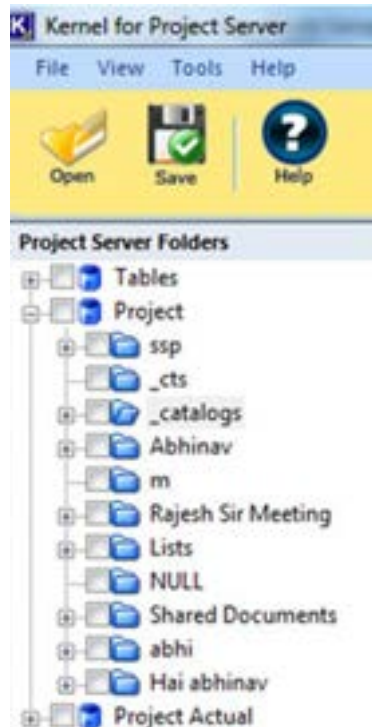 Kernel for Project Server
File View Tools Help
Open Save Help
Project Server Folders
Tables
Project
ssp
_cts
_catalogs
Abhinav
m
Rajesh Sir Meeting
Lists
NULL
Shared Documents
abhi
Hai abhinav
Project Actual